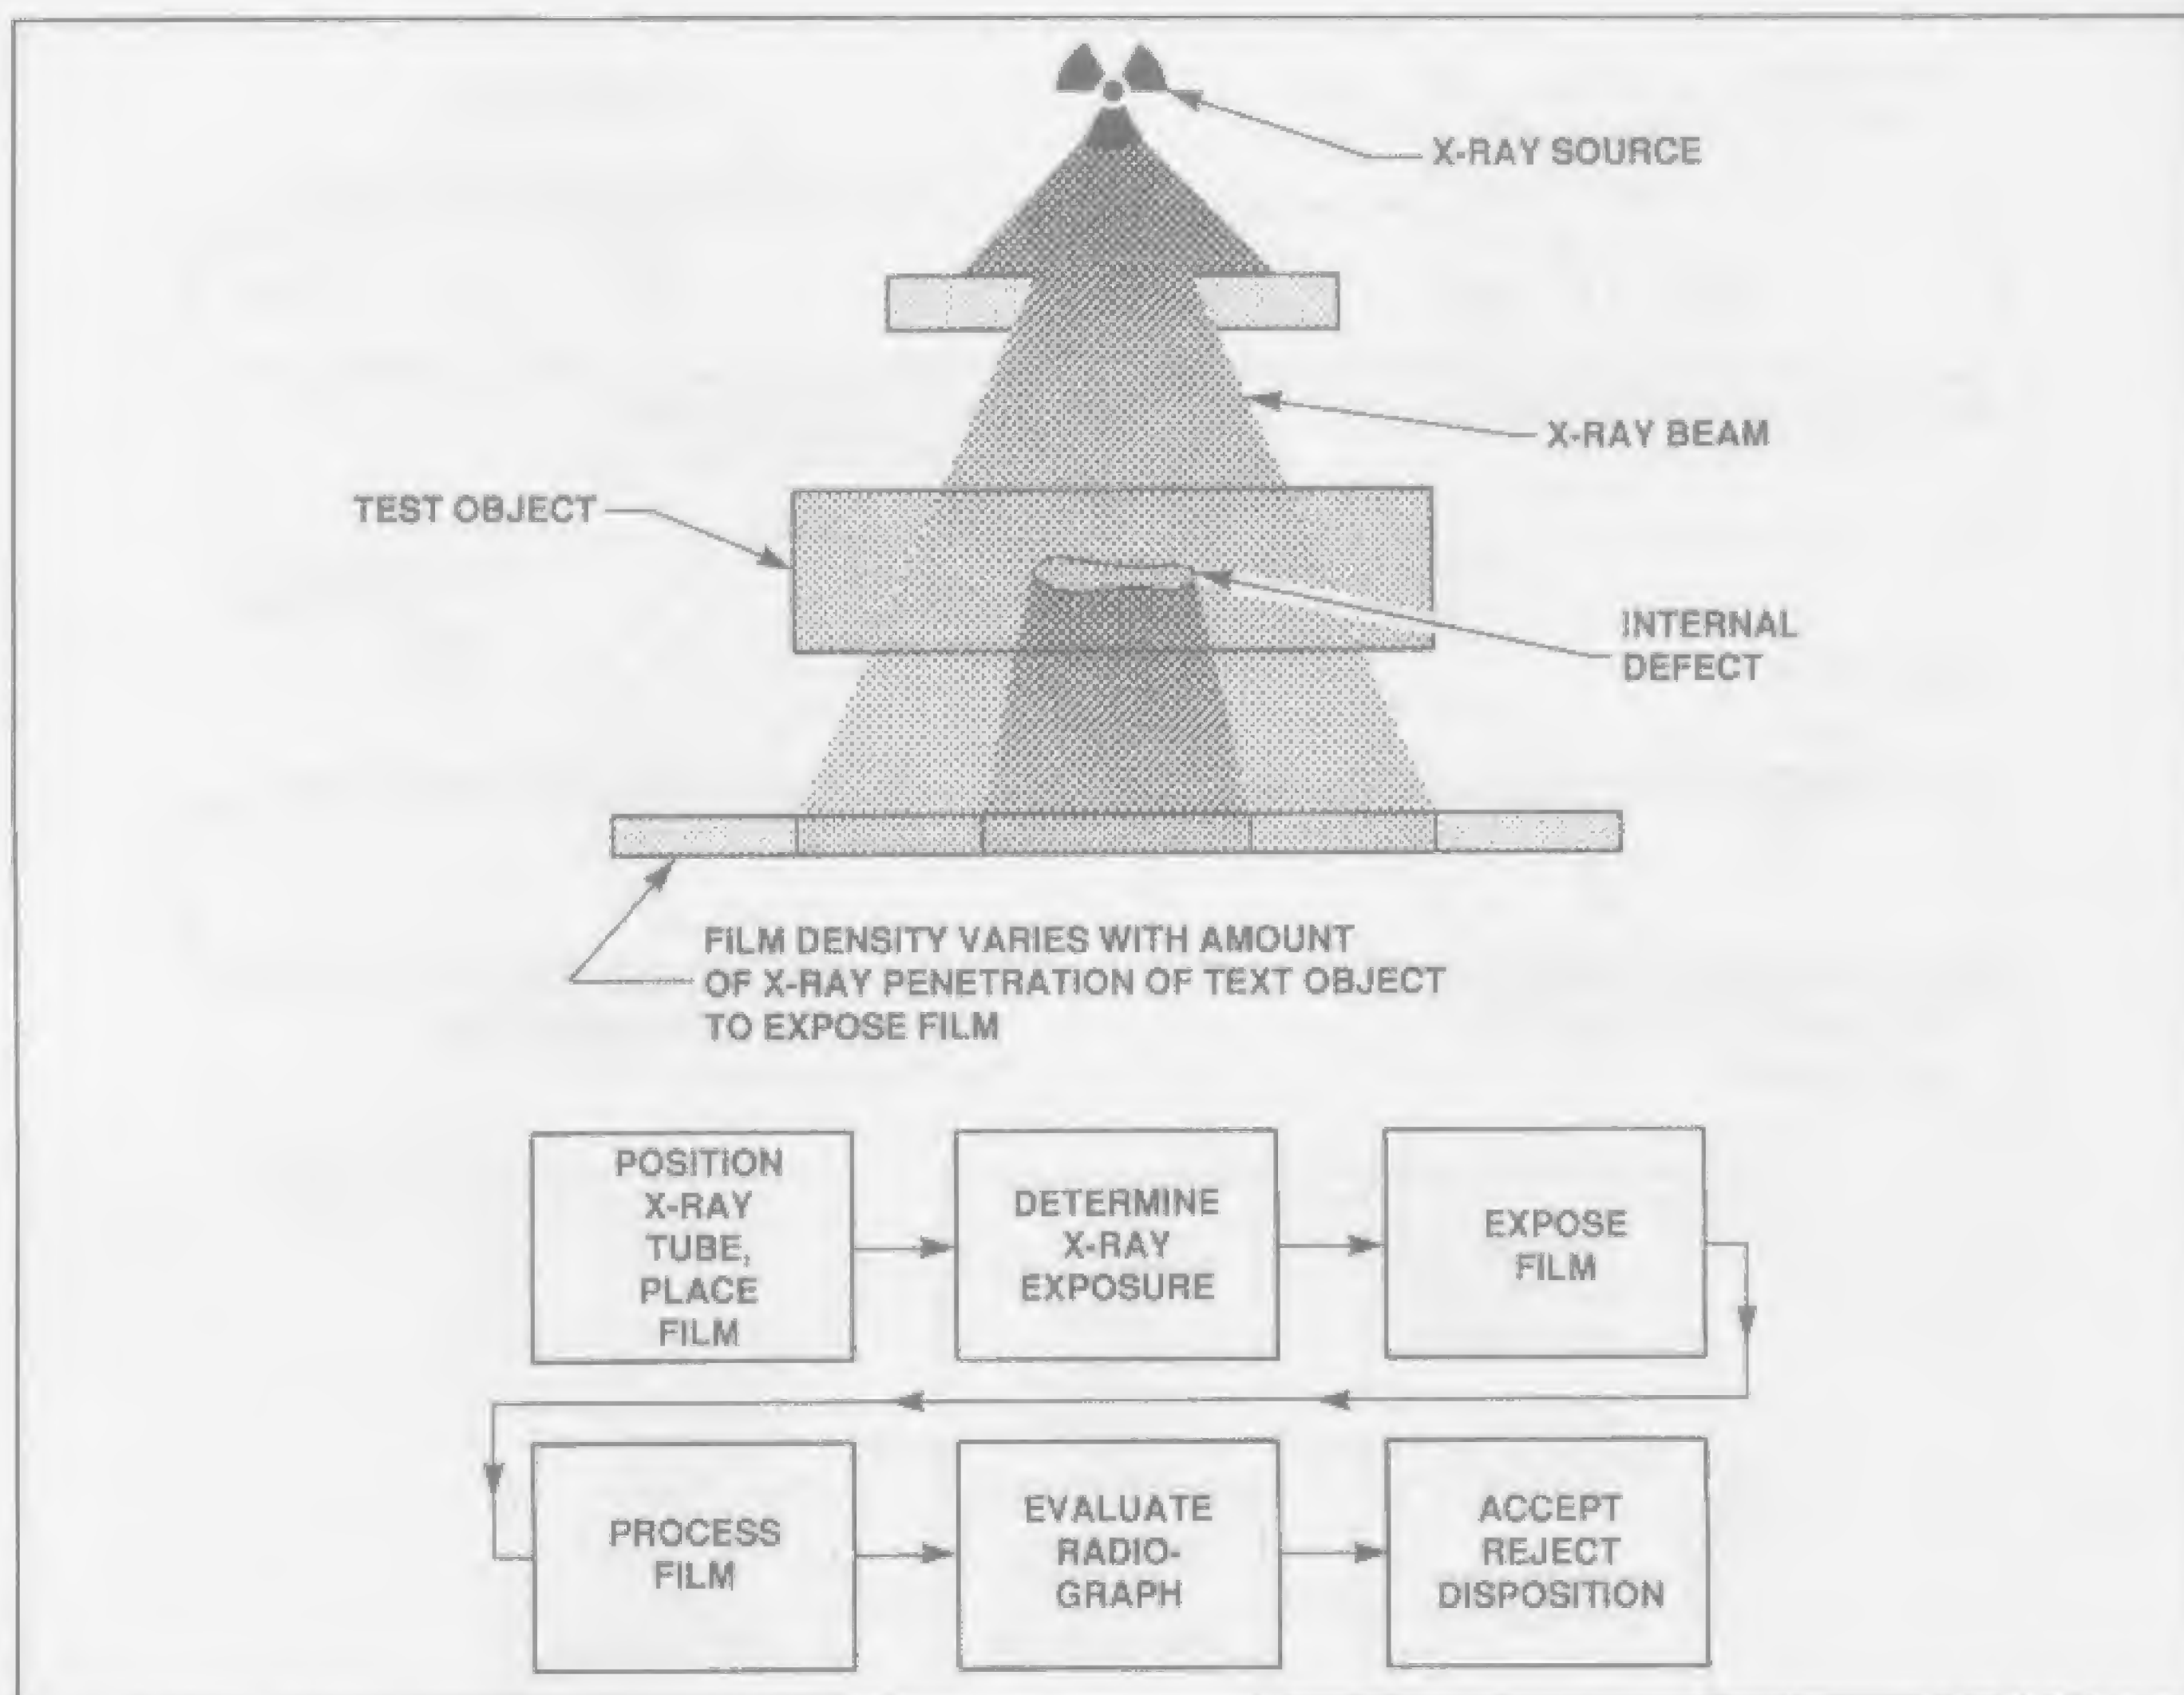 X-RAY SOURCE
X-RAY BEAM
TEST OBJECT
INTERNAL
DEFECT
FILM DENSITY VARIES WITH AMOUNT
OF X-RAY PENETRATION OF TEXT OBJECT
TO EXPOSE FILM
POSITION
X-RAY
TUBE,
PLACE
FILM
DETERMINE
X-RAY
EXPOSURE
EXPOSE
FILM
PROCESS
FILM
EVALUATE
RADIO-
GRAPH
ACCEPT
REJECT
DISPOSITION